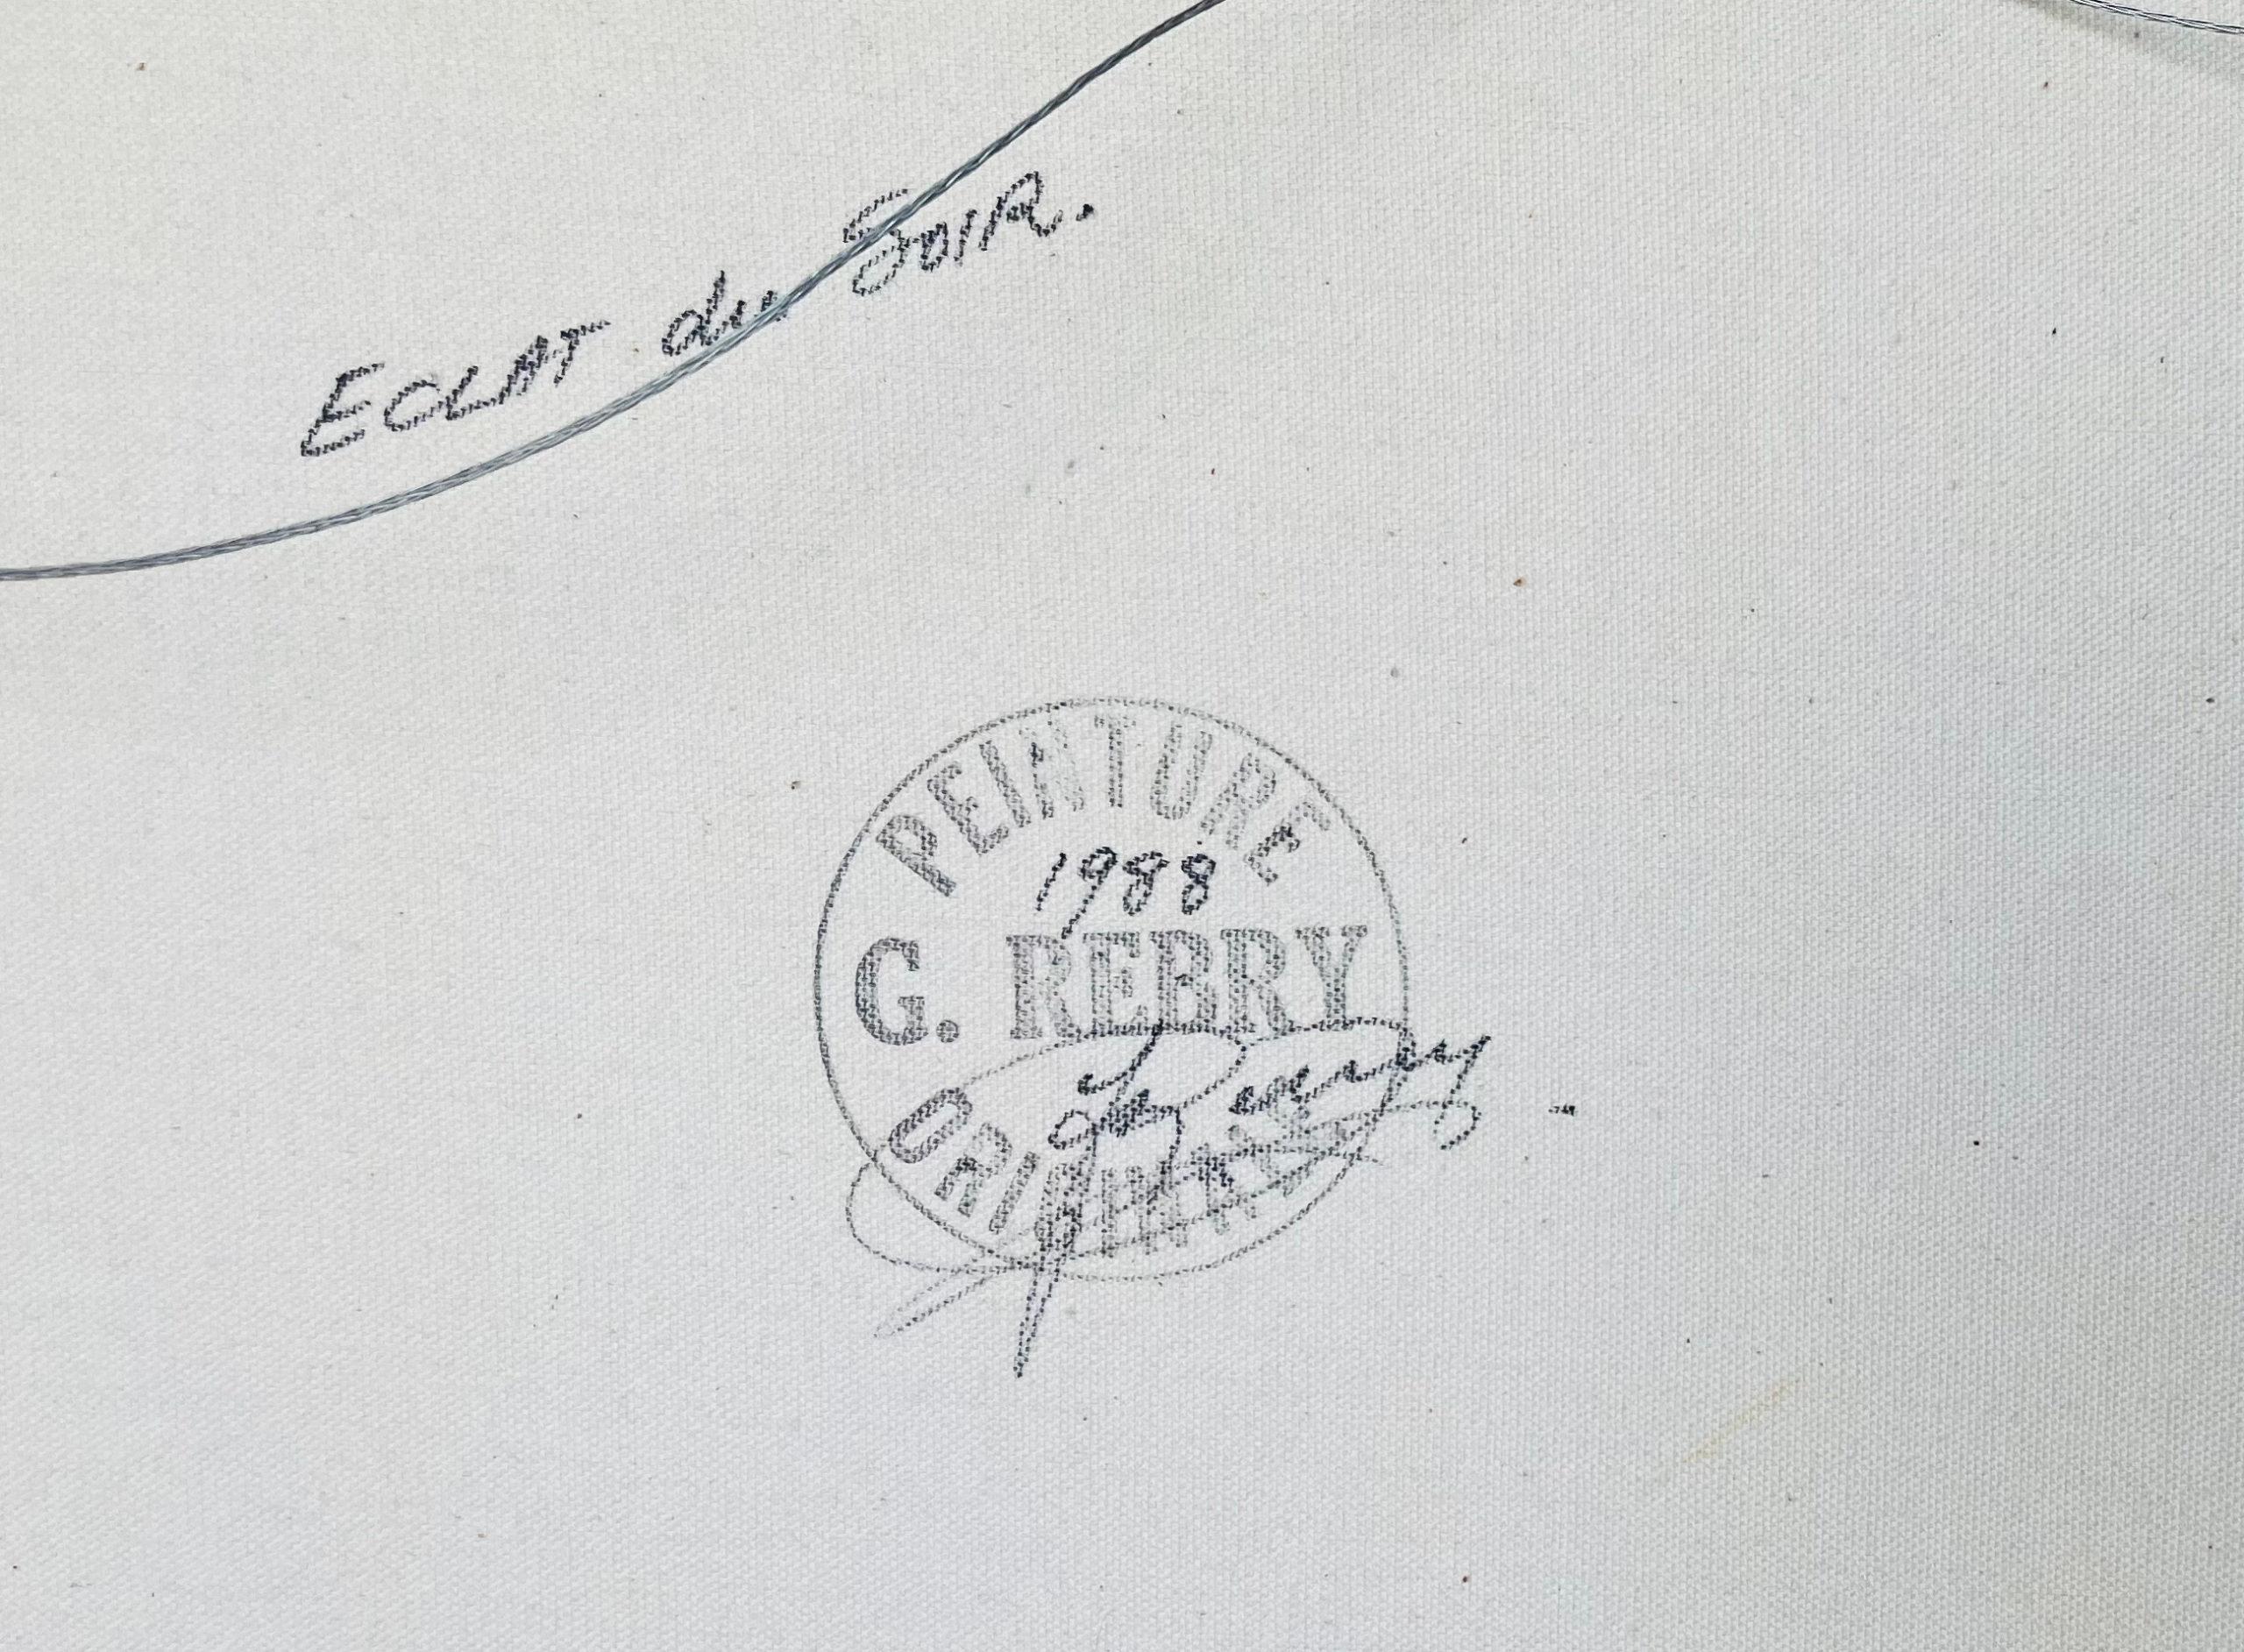 ECLAT du SOIR.
PEINTURE
1988
G. REBRY
ORIGINALE